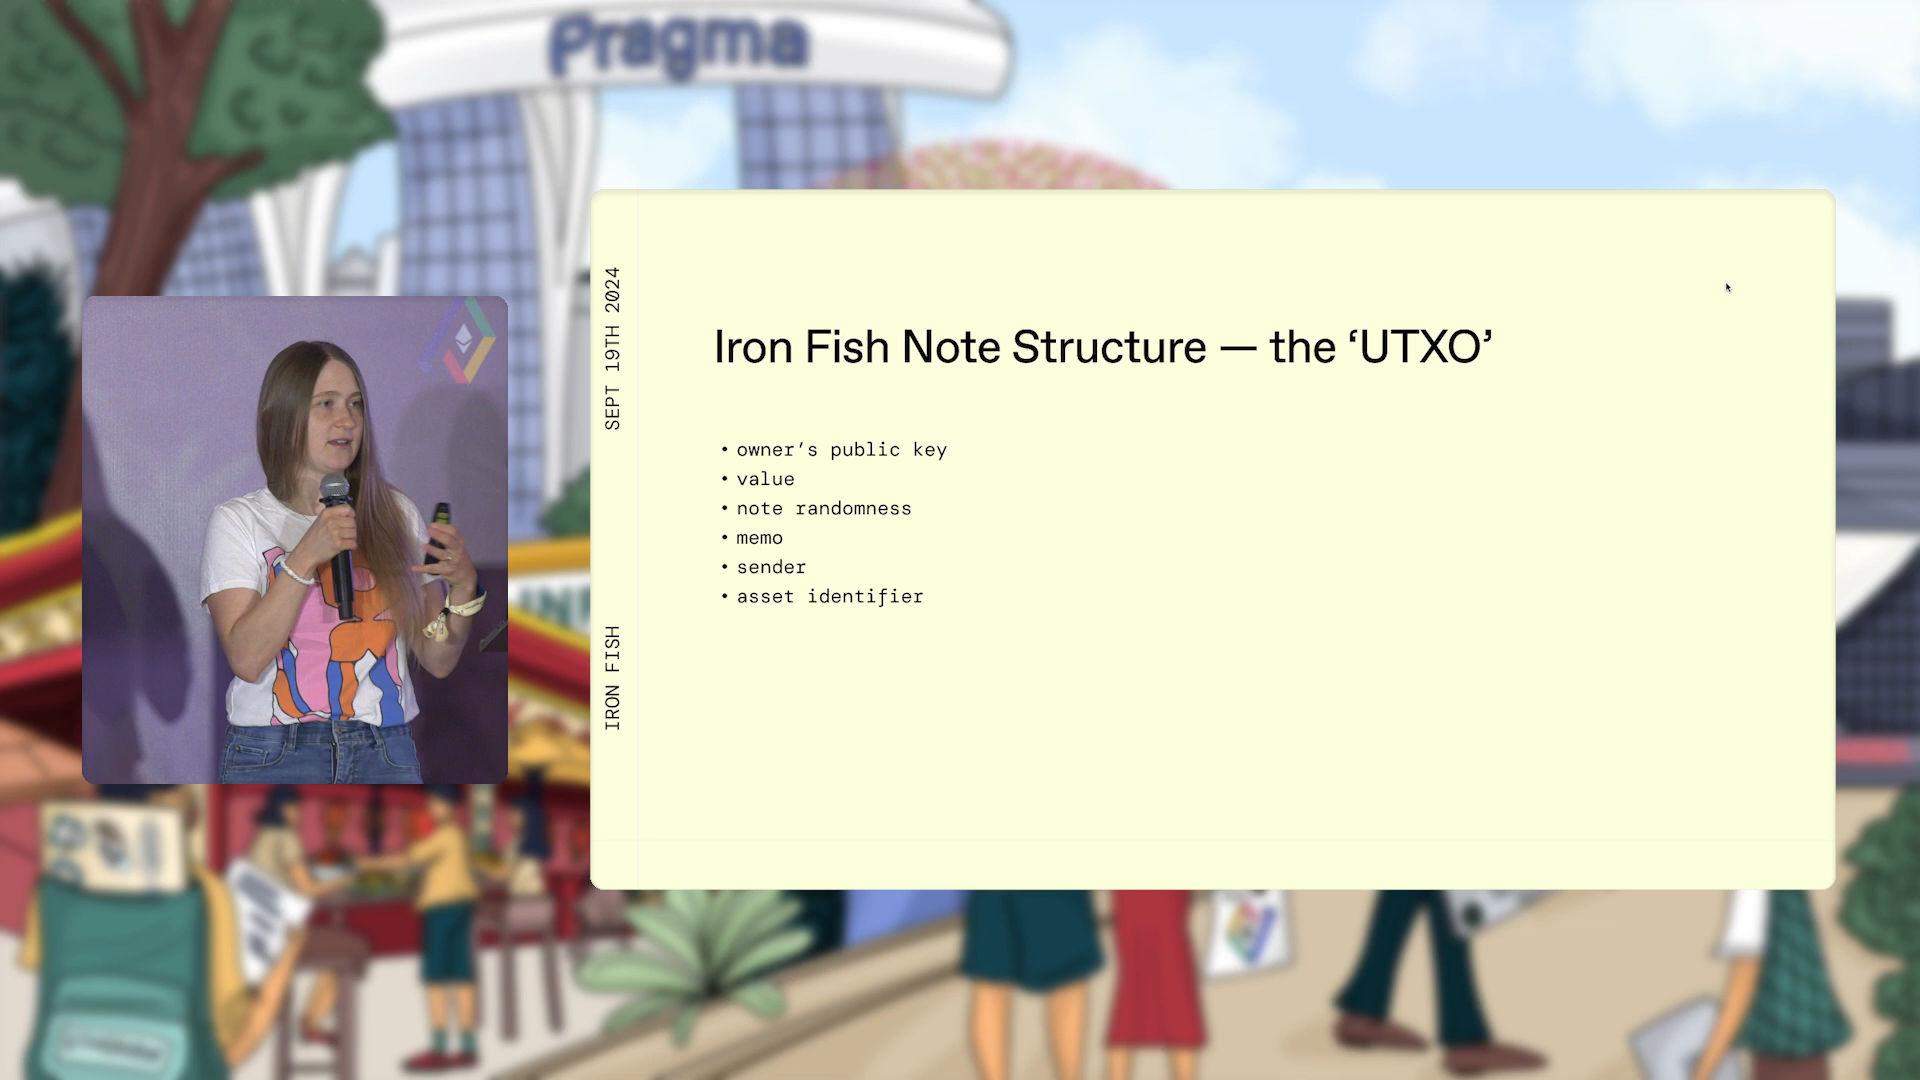 Pragma
SEPT 19TH 2024
IRON FISH
Iron Fish Note Structure — the ‘UTXO’
• owner’s public key
• value
• note randomness
• memo
• sender
• asset identifier